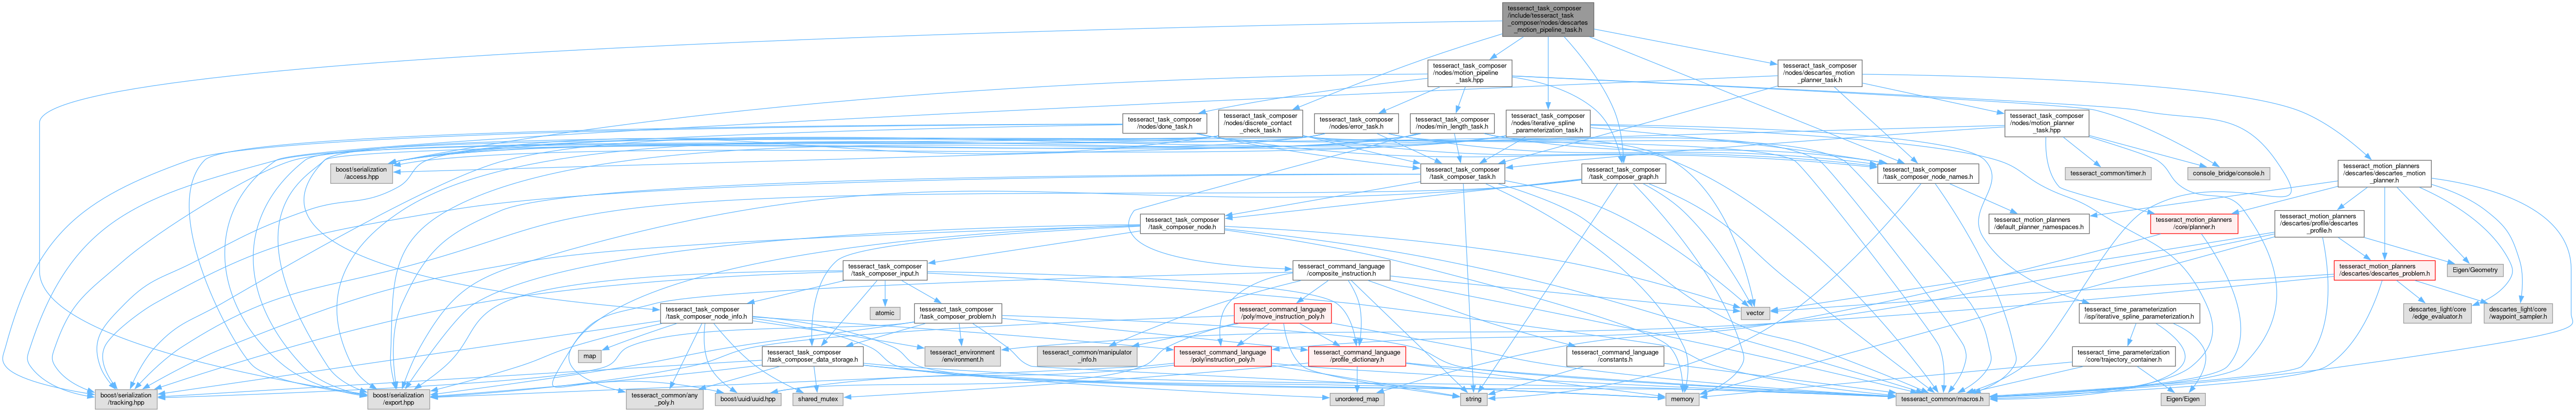 tesseract_task_composer
/include/tesseract_task
_composer/nodes/descartes
_motion_pipeline_task.h
tesseract_task_composer
/nodes/motion_pipeline
_task.hpp
tesseract_task_composer
/nodes/descartes_motion
_planner_task.h
tesseract_task_composer
/nodes/done_task.h
tesseract_task_composer
/nodes/discrete_contact
_check_task.h
tesseract_task_composer
/nodes/error_task.h
tesseract_task_composer
/nodes/min_length_task.h
tesseract_task_composer
/nodes/iterative_spline
_parameterization_task.h
tesseract_task_composer
/nodes/motion_planner
_task.hpp
boost/serialization
/access.hpp
tesseract_task_composer
/task_composer_task.h
tesseract_task_composer
/task_composer_graph.h
tesseract_task_composer
/task_composer_node_names.h
tesseract_common/timer.h
console_bridge/console.h
tesseract_motion_planners
/descartes/descartes_motion
_planner.h
tesseract_task_composer
/task_composer_node.h
tesseract_motion_planners
/default_planner_namespaces.h
tesseract_motion_planners
/core/planner.h
tesseract_motion_planners
/descartes/profile/descartes
_profile.h
tesseract_task_composer
/task_composer_input.h
tesseract_command_language
/composite_instruction.h
tesseract_motion_planners
/descartes/descartes_problem.h
Eigen/Geometry
tesseract_task_composer
/task_composer_node_info.h
atomic
tesseract_task_composer
/task_composer_problem.h
tesseract_command_language
/poly/move_instruction_poly.h
vector
tesseract_time_parameterization
/isp/iterative_spline_parameterization.h
descartes_light/core
/edge_evaluator.h
descartes_light/core
/waypoint_sampler.h
map
tesseract_task_composer
/task_composer_data_storage.h
tesseract_environment
/environment.h
tesseract_common/manipulator
_info.h
tesseract_command_language
/poly/instruction_poly.h
tesseract_command_language
/profile_dictionary.h
tesseract_command_language
/constants.h
tesseract_time_parameterization
/core/trajectory_container.h
boost/serialization
/tracking.hpp
boost/serialization
/export.hpp
tesseract_common/any
_poly.h
boost/uuid/uuid.hpp
shared_mutex
unordered_map
string
memory
tesseract_common/macros.h
Eigen/Eigen